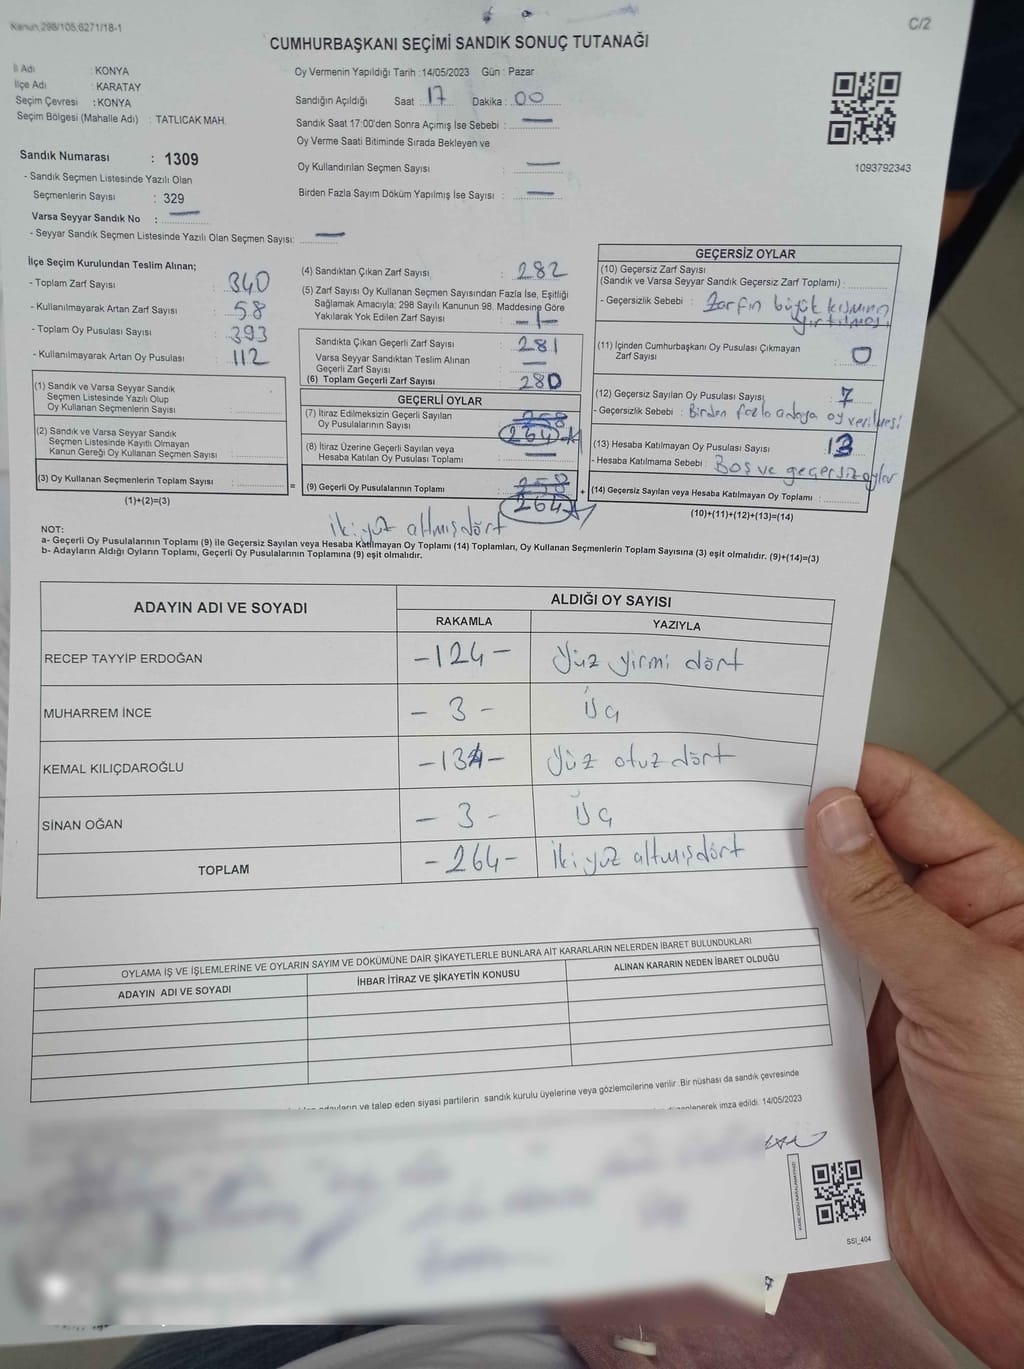 Kanun,298/105,6271/18-1
C/2
CUMHURBAŞKANI SEÇİMİ SANDIK SONUÇ TUTANAĞI
İl Adı : KONYA
İlçe Adı : KARATAY
Seçim Çevresi : KONYA
Seçim Bölgesi (Mahalle Adı) : TATLICAK MAH.
Sandık Numarası : 1309
- Sandık Seçmen Listesinde Yazılı Olan
Seçmenlerin Sayısı : 329
Varsa Seyyar Sandık No : —
- Seyyar Sandık Seçmen Listesinde Yazılı Olan Seçmen Sayısı: —
Oy Vermenin Yapıldığı Tarih :14/05/2023 Gün : Pazar
Sandığın Açıldığı Saat : 17 Dakika : 00
Sandık Saat 17:00'den Sonra Açımış İse Sebebi : —
Oy Verme Saati Bitiminde Sırada Bekleyen ve
Oy Kullandırılan Seçmen Sayısı : —
Birden Fazla Sayım Döküm Yapılmış İse Sayısı : —
1093792343
İlçe Seçim Kurulundan Teslim Alınan;
- Toplam Zarf Sayısı : 340
- Kullanılmayarak Artan Zarf Sayısı : 58
- Toplam Oy Pusulası Sayısı : 393
- Kullanılmayarak Artan Oy Pusulası : 112
(1) Sandık ve Varsa Seyyar Sandık
Seçmen Listesinde Yazılı Olup
Oy Kullanan Seçmenlerin Sayısı :
(2) Sandık ve Varsa Seyyar Sandık
Seçmen Listesinde Kayıtlı Olmayan
Kanun Gereği Oy Kullanan Seçmen Sayısı :
(3) Oy Kullanan Seçmenlerin Toplam Sayısı :
(1)+(2)=(3)
(4) Sandıktan Çıkan Zarf Sayısı : 282
(5) Zarf Sayısı Oy Kullanan Seçmen Sayısından Fazla İse, Eşitliği
Sağlamak Amacıyla, 298 Sayılı Kanunun 98. Maddesine Göre
Yakılarak Yok Edilen Zarf Sayısı : -1-
Sandıkta Çıkan Geçerli Zarf Sayısı : 281
Varsa Seyyar Sandıktan Teslim Alınan
Geçerli Zarf Sayısı : —
(6) Toplam Geçerli Zarf Sayısı : 280
GEÇERLİ OYLAR
(7) İtiraz Edilmeksizin Geçerli Sayılan
Oy Pusulalarının Sayısı : 258
264
(8) İtiraz Üzerine Geçerli Sayılan veya
Hesaba Katılan Oy Pusulası Toplamı : —
= (9) Geçerli Oy Pusulalarının Toplamı : 258 +
264
İki yüz altmış dört
GEÇERSİZ OYLAR
(10) Geçersiz Zarf Sayısı
(Sandık ve Varsa Seyyar Sandık Geçersiz Zarf Toplamı) :
- Geçersizlik Sebebi : Zarfın büyük kısmının
yırtılması
(11) İçinden Cumhurbaşkanı Oy Pusulası Çıkmayan
Zarf Sayısı : 0
(12) Geçersiz Sayılan Oy Pusulası Sayısı : 7
- Geçersizlik Sebebi : Birden fazla adaya oy verilmesi
(13) Hesaba Katılmayan Oy Pusulası Sayısı : 13
- Hesaba Katılmama Sebebi : Boş ve geçersiz oylar
(14) Geçersiz Sayılan veya Hesaba Katılmayan Oy Toplamı :
(10)+(11)+(12)+(13)=(14)
NOT:
a- Geçerli Oy Pusulalarının Toplamı (9) ile Geçersiz Sayılan veya Hesaba Katılmayan Oy Toplamı (14) Toplamları, Oy Kullanan Seçmenlerin Toplam Sayısına (3) eşit olmalıdır. (9)+(14)=(3)
b- Adayların Aldığı Oyların Toplamı, Geçerli Oy Pusulalarının Toplamına (9) eşit olmalıdır.
ADAYIN ADI VE SOYADI
ALDIĞI OY SAYISI
RAKAMLA YAZIYLA
RECEP TAYYİP ERDOĞAN -124- Yüz yirmi dört
MUHARREM İNCE - 3 - Üç
KEMAL KILIÇDAROĞLU -134- Yüz otuz dört
SİNAN OĞAN - 3 - Üç
TOPLAM -264- İki yüz altmış dört
OYLAMA İŞ VE İŞLEMLERİNE VE OYLARIN SAYIM VE DÖKÜMÜNE DAİR ŞİKAYETLERLE BUNLARA AİT KARARLARIN NELERDEN İBARET BULUNDUKLARI
ADAYIN ADI VE SOYADI İHBAR İTİRAZ VE ŞİKAYETİN KONUSU ALINAN KARARIN NEDEN İBARET OLDUĞU
ve talep eden siyasi partilerin sandık kurulu üyelerine veya gözlemcilerine verilir. Bir nüshası da sandık çevresinde
imza edildi. 14/05/2023
SSI_404